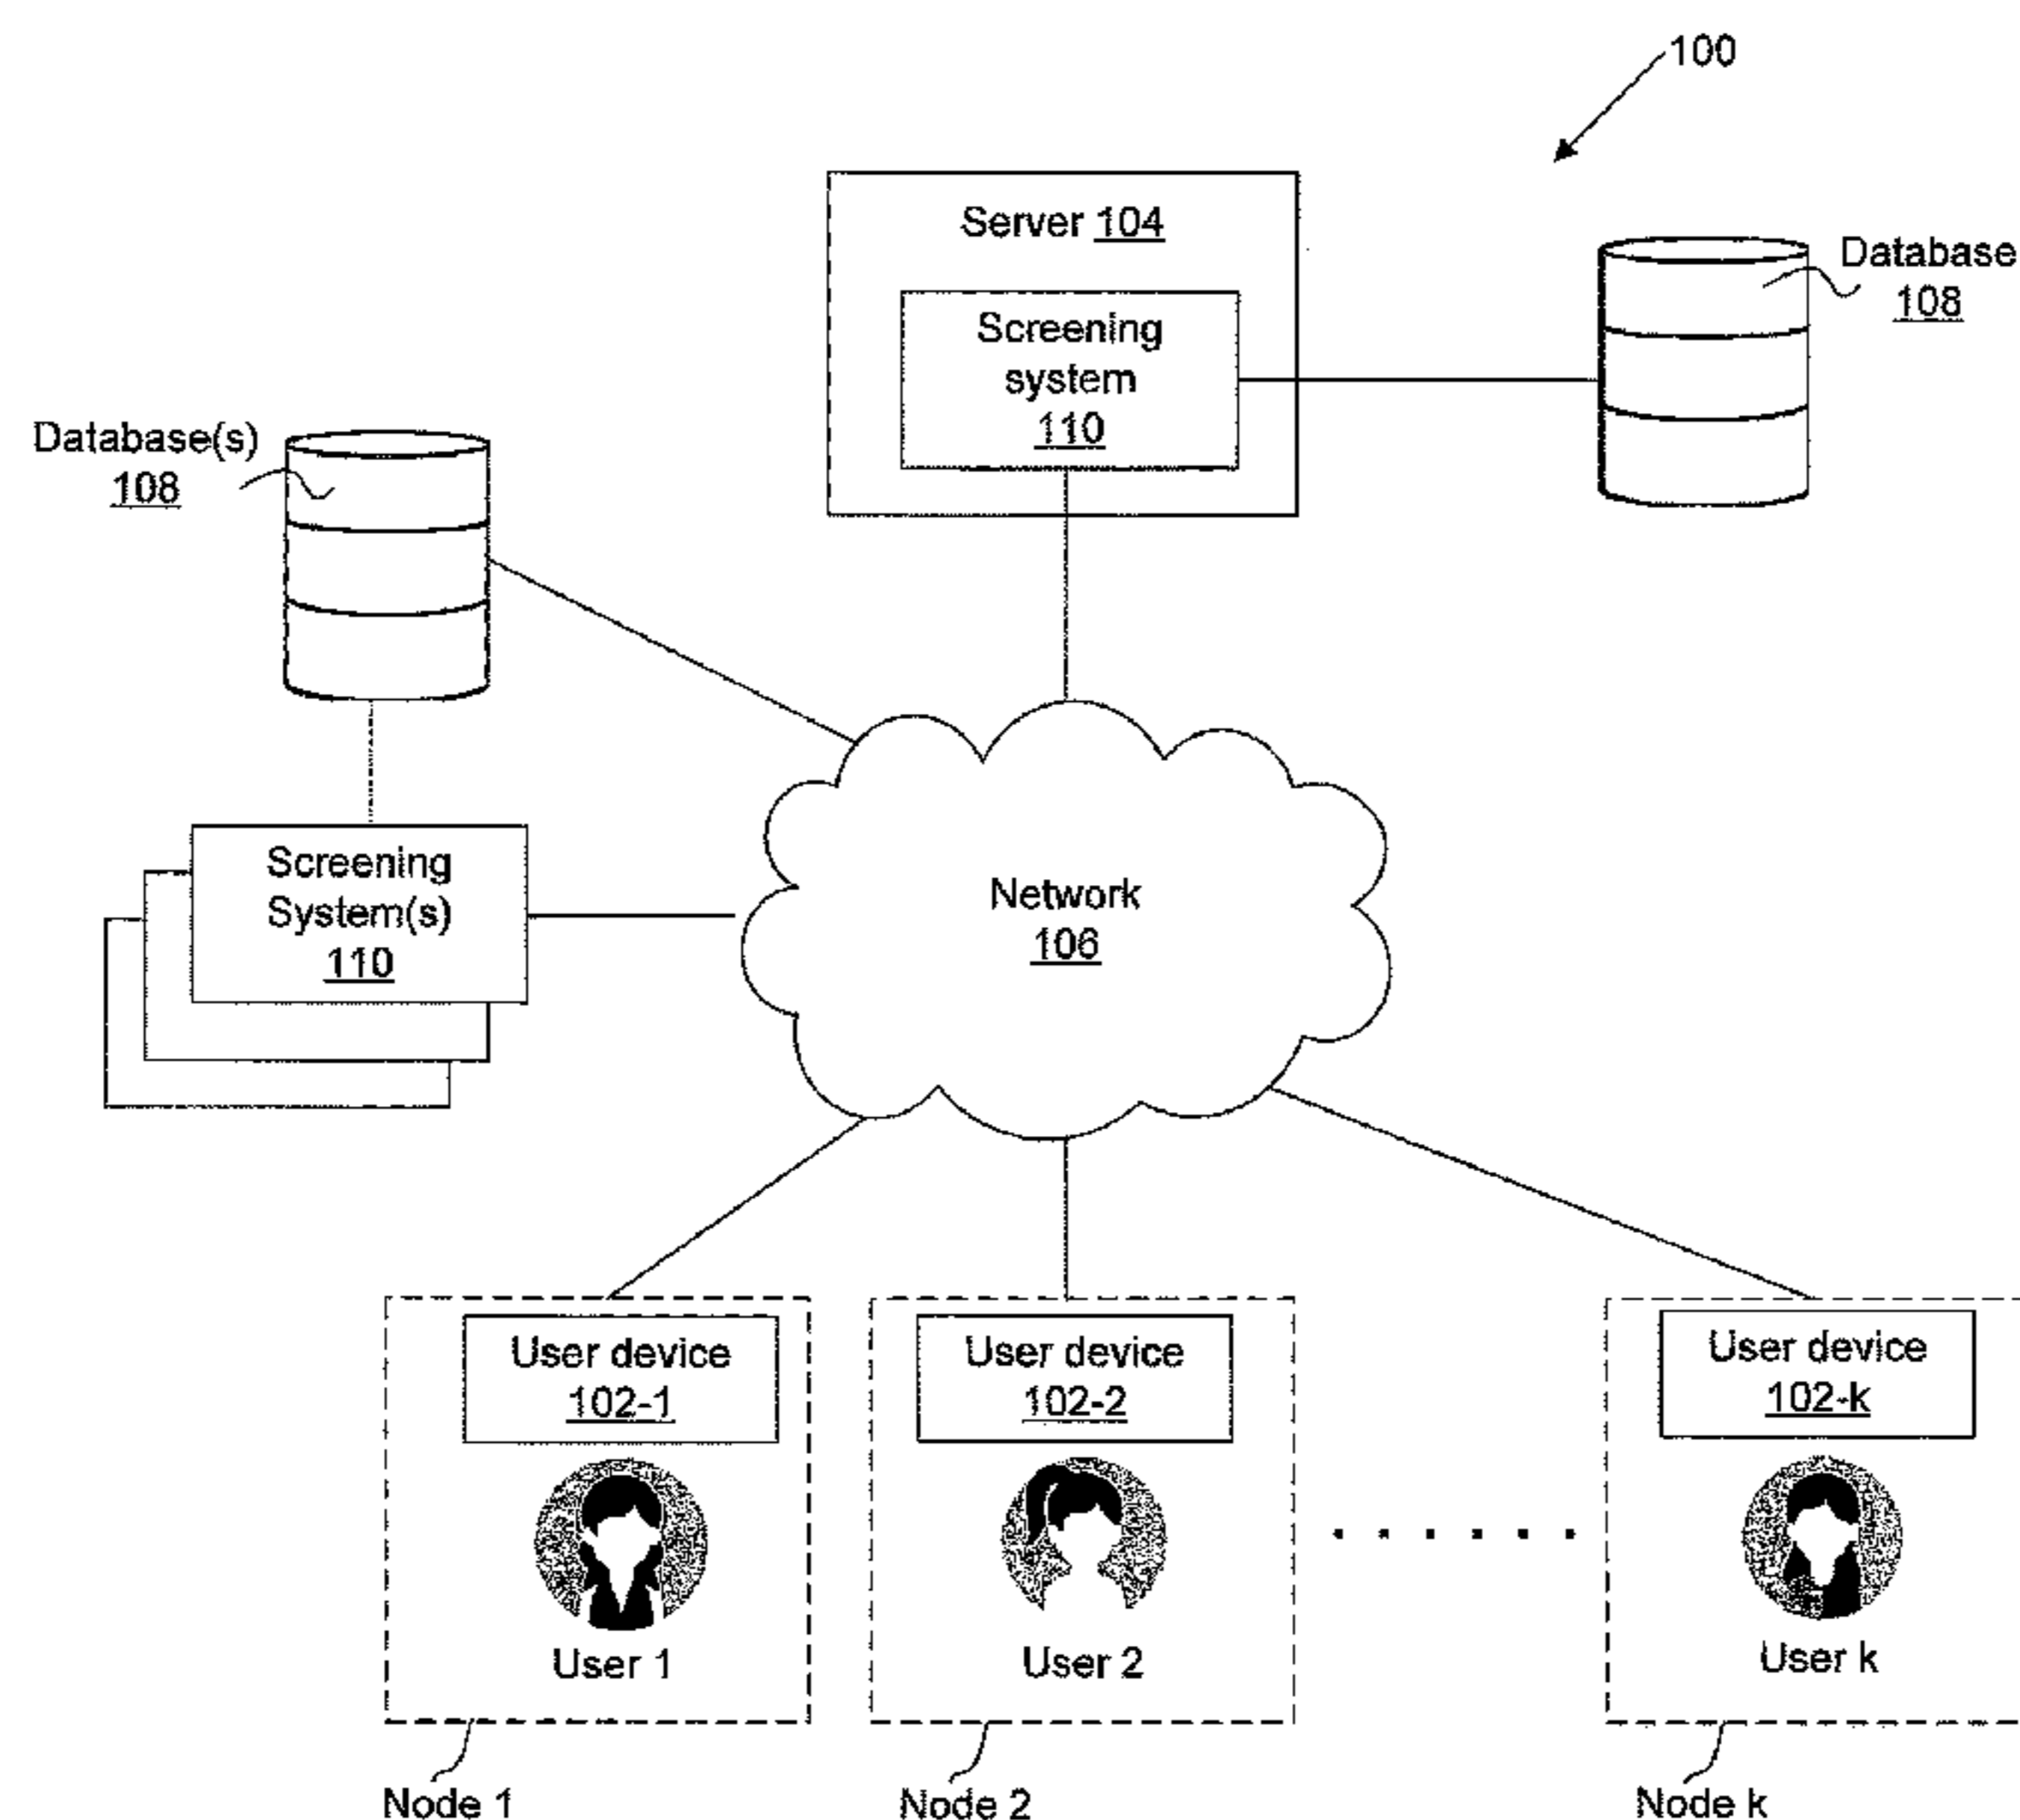 100
Server 104
Screening
system
110
Database
108
Database(s)
108
Screening
System(s)
110
Network
106
User device
102-1
User 1
User device
102-2
User 2
User device
102-k
User k
Node 1
Node 2
Node k